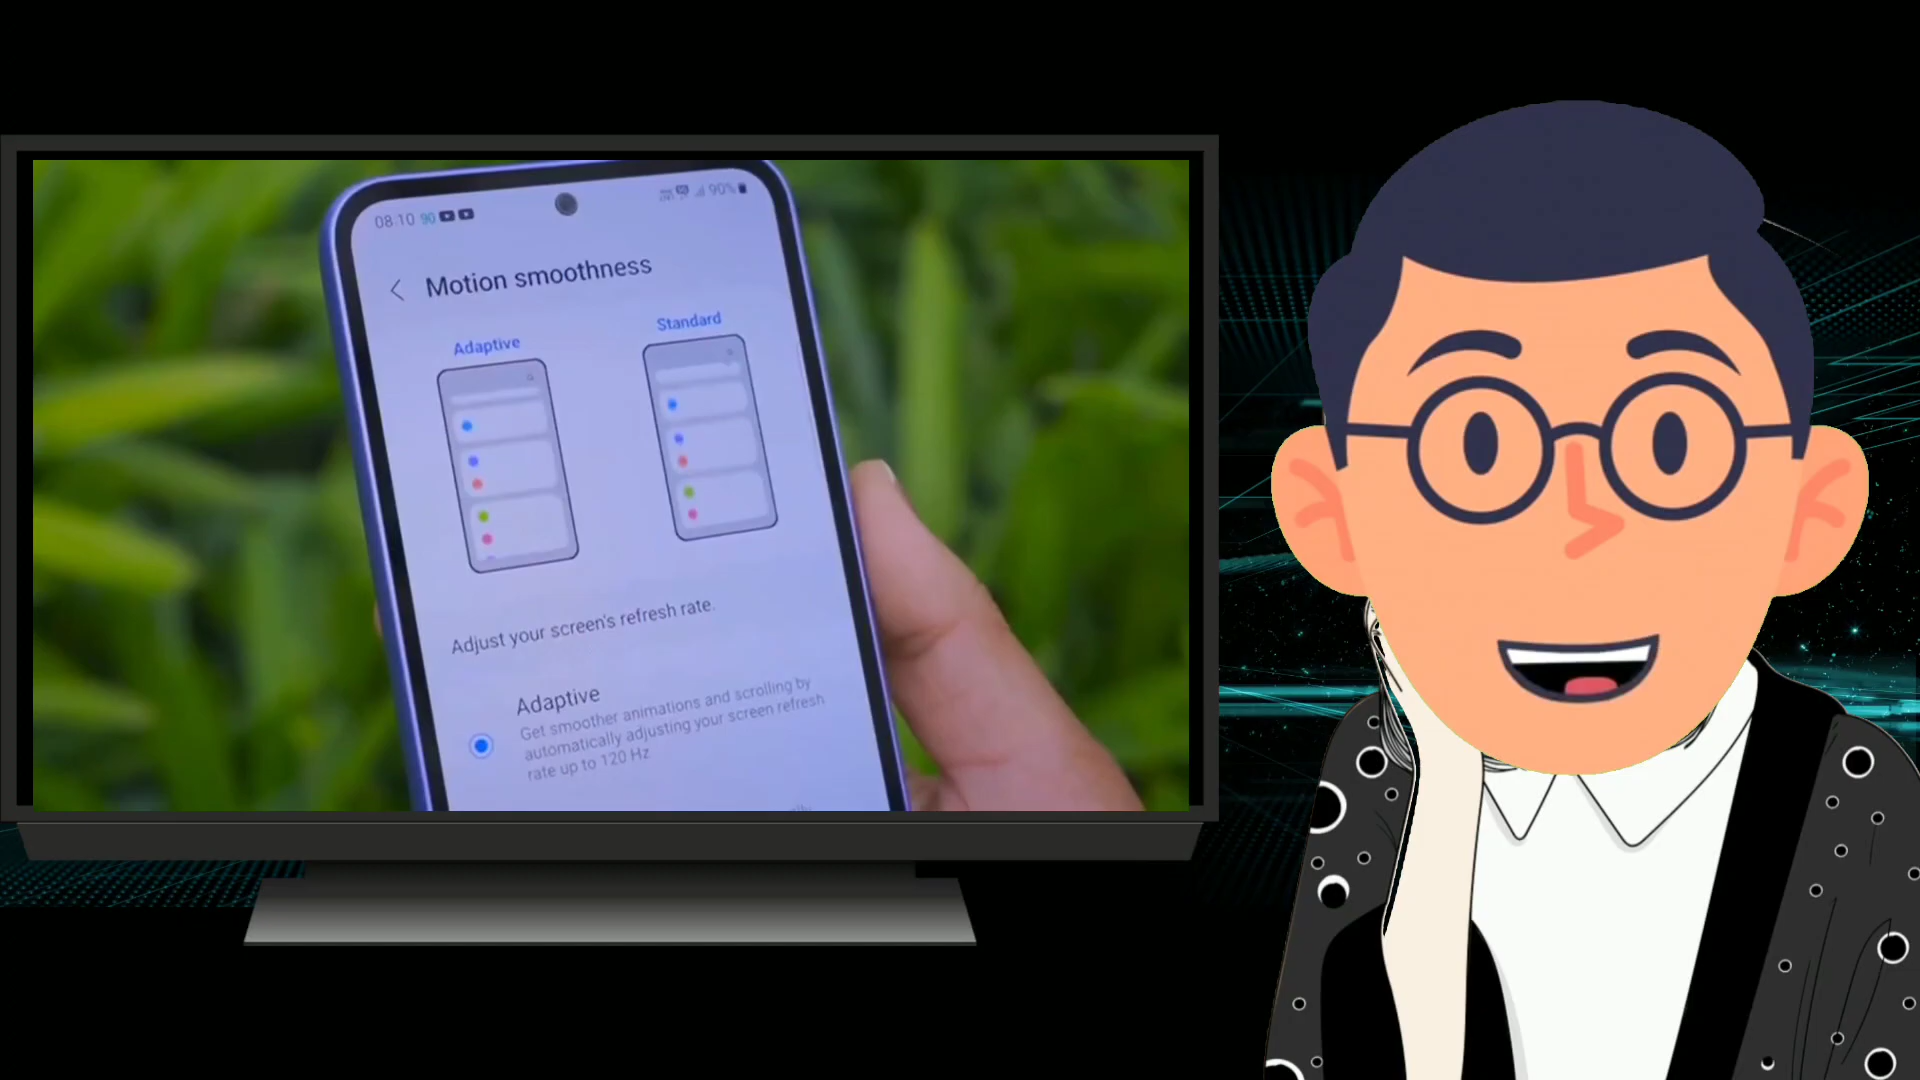 08:10 90
90%
Motion smoothness
Adaptive
Standard
Adjust your screen's refresh rate.
Adaptive
Get smoother animations and scrolling by
automatically adjusting your screen refresh
rate up to 120 Hz